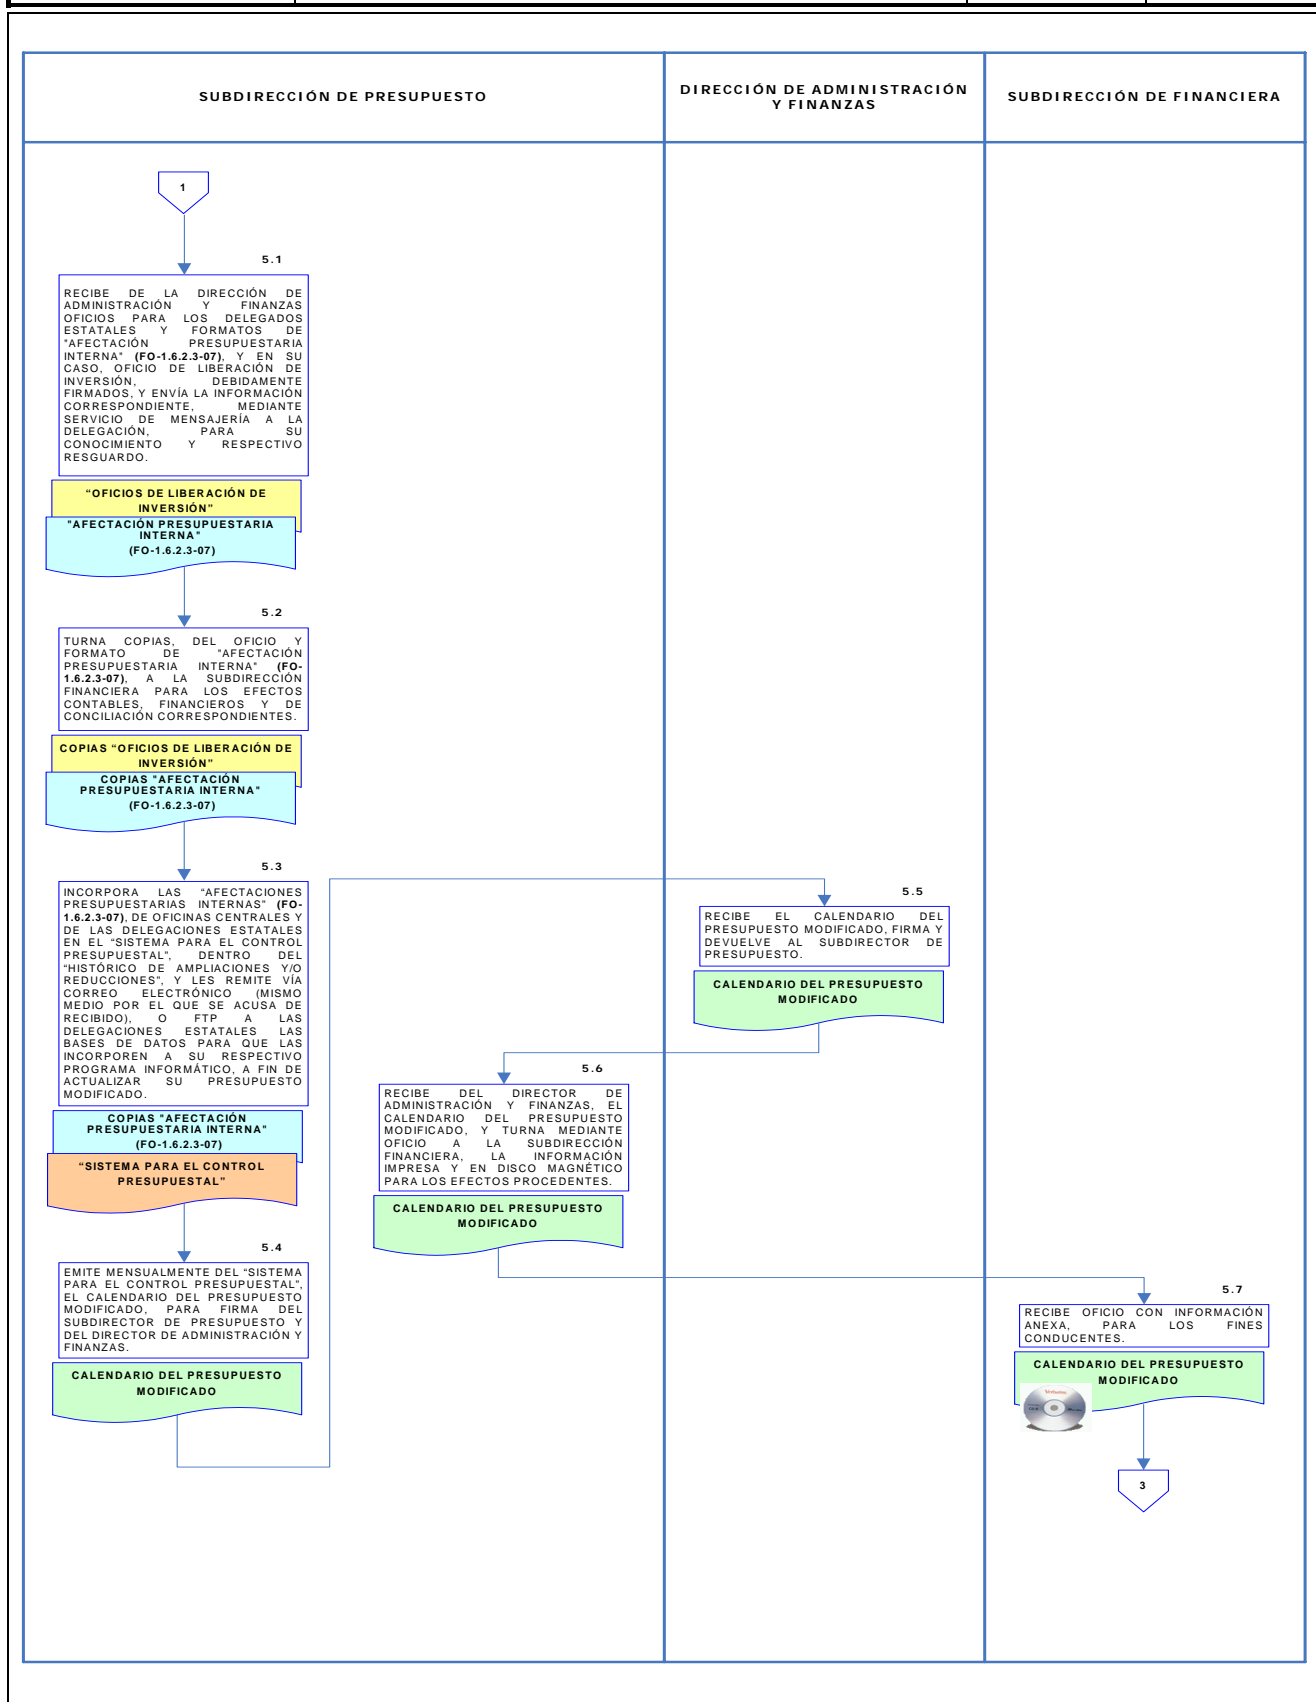 SUBDIRECCIÓN DE PRESUPUESTO
DIRECCIÓN DE ADMINISTRACIÓN
Y FINANZAS
SUBDIRECCIÓN DE FINANCIERA
1
5.1
RECIBE DE LA DIRECCIÓN DE
ADMINISTRACIÓN Y FINANZAS
OFICIOS PARA LOS DELEGADOS
ESTATALES Y FORMATOS DE
"AFECTACIÓN PRESUPUESTARIA
INTERNA" (FO-1.6.2.3-07), Y EN SU
CASO, OFICIO DE LIBERACIÓN DE
INVERSIÓN, DEBIDAMENTE
FIRMADOS, Y ENVÍA LA INFORMACIÓN
CORRESPONDIENTE, MEDIANTE
SERVICIO DE MENSAJERÍA A LA
DELEGACIÓN, PARA SU
CONOCIMIENTO Y RESPECTIVO
RESGUARDO.
“OFICIOS DE LIBERACIÓN DE
INVERSIÓN”
"AFECTACIÓN PRESUPUESTARIA
INTERNA"
(FO-1.6.2.3-07)
5.2
TURNA COPIAS, DEL OFICIO Y
FORMATO DE "AFECTACIÓN
PRESUPUESTARIA INTERNA" (FO-
1.6.2.3-07), A LA SUBDIRECCIÓN
FINANCIERA PARA LOS EFECTOS
CONTABLES, FINANCIEROS Y DE
CONCILIACIÓN CORRESPONDIENTES.
COPIAS “OFICIOS DE LIBERACIÓN DE
INVERSIÓN”
COPIAS "AFECTACIÓN
PRESUPUESTARIA INTERNA"
(FO-1.6.2.3-07)
5.3
INCORPORA LAS “AFECTACIONES
PRESUPUESTARIAS INTERNAS” (FO-
1.6.2.3-07), DE OFICINAS CENTRALES Y
DE LAS DELEGACIONES ESTATALES
EN EL “SISTEMA PARA EL CONTROL
PRESUPUESTAL”, DENTRO DEL
“HISTÓRICO DE AMPLIACIONES Y/O
REDUCCIONES”, Y LES REMITE VÍA
CORREO ELECTRÓNICO (MISMO
MEDIO POR EL QUE SE ACUSA DE
RECIBIDO), O FTP A LAS
DELEGACIONES ESTATALES LAS
BASES DE DATOS PARA QUE LAS
INCORPOREN A SU RESPECTIVO
PROGRAMA INFORMÁTICO, A FIN DE
ACTUALIZAR SU PRESUPUESTO
MODIFICADO.
COPIAS "AFECTACIÓN
PRESUPUESTARIA INTERNA"
(FO-1.6.2.3-07)
“SISTEMA PARA EL CONTROL
PRESUPUESTAL”
5.4
EMITE MENSUALMENTE DEL “SISTEMA
PARA EL CONTROL PRESUPUESTAL”,
EL CALENDARIO DEL PRESUPUESTO
MODIFICADO, PARA FIRMA DEL
SUBDIRECTOR DE PRESUPUESTO Y
DEL DIRECTOR DE ADMINISTRACIÓN Y
FINANZAS.
CALENDARIO DEL PRESUPUESTO
MODIFICADO
5.5
RECIBE EL CALENDARIO DEL
PRESUPUESTO MODIFICADO, FIRMA Y
DEVUELVE AL SUBDIRECTOR DE
PRESUPUESTO.
CALENDARIO DEL PRESUPUESTO
MODIFICADO
5.6
RECIBE DEL DIRECTOR DE
ADMINISTRACIÓN Y FINANZAS, EL
CALENDARIO DEL PRESUPUESTO
MODIFICADO, Y TURNA MEDIANTE
OFICIO A LA SUBDIRECCIÓN
FINANCIERA, LA INFORMACIÓN
IMPRESA Y EN DISCO MAGNÉTICO
PARA LOS EFECTOS PROCEDENTES.
CALENDARIO DEL PRESUPUESTO
MODIFICADO
5.7
RECIBE OFICIO CON INFORMACIÓN
ANEXA, PARA LOS FINES
CONDUCENTES.
CALENDARIO DEL PRESUPUESTO
MODIFICADO
3